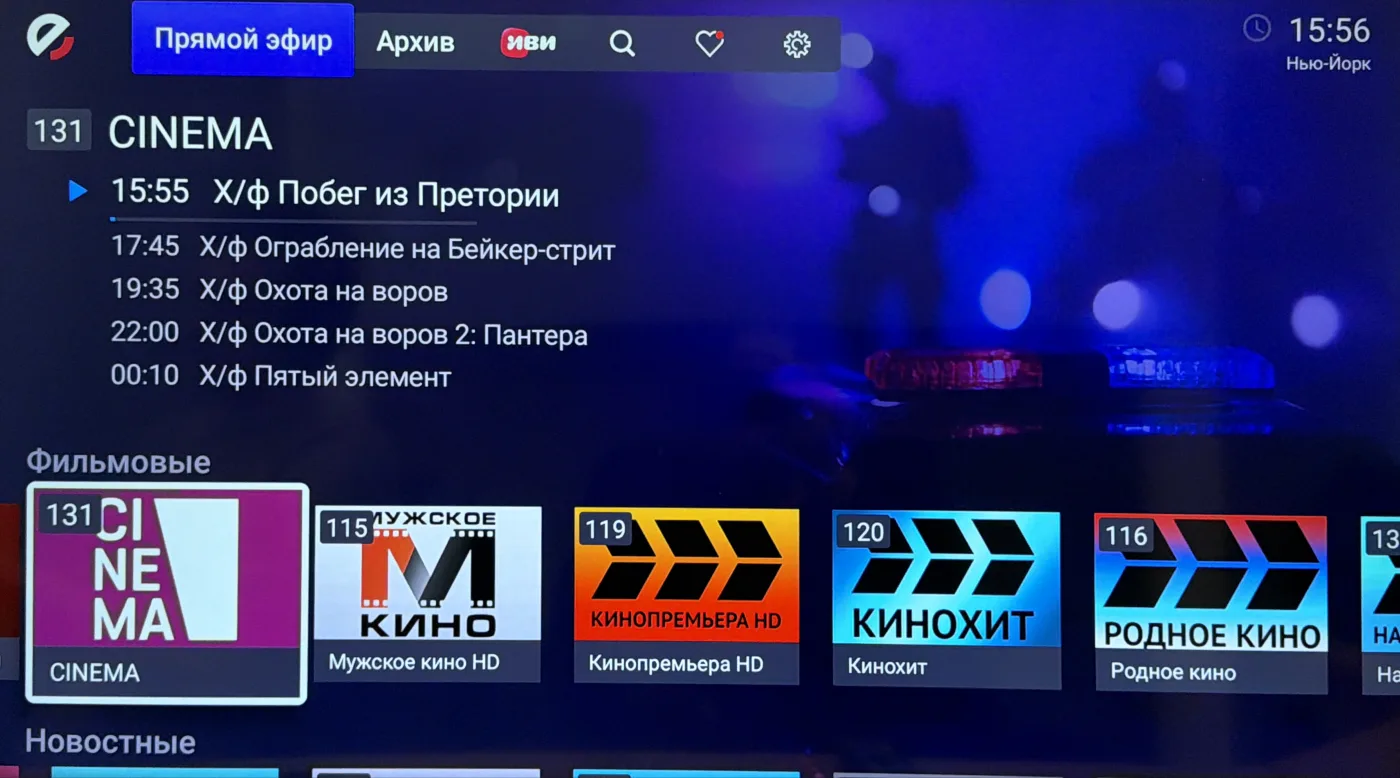 Прямой эфир Архив иви 15:56
Нью-Йорк
131 CINEMA
15:55 Х/ф Побег из Претории
17:45 Х/ф Ограбление на Бейкер-стрит
19:35 Х/ф Охота на воров
22:00 Х/ф Охота на воров 2: Пантера
00:10 Х/ф Пятый элемент
Фильмовые
131 CI
NE
MA
CINEMA
115 МУЖСКОЕ
М
КИНО
Мужское кино HD
119
КИНОПРЕМЬЕРА HD
Кинопремьера HD
120
КИНОХИТ
Кинохит
116
РОДНОЕ КИНО
Родное кино
13
НА
На
Новостные